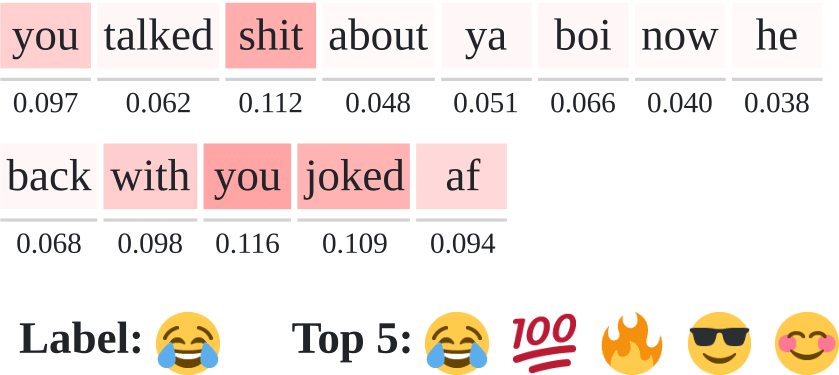 you talked shit about ya boi now he
0.097 0.062 0.112 0.048 0.051 0.066 0.040 0.038
back with you joked af
0.068 0.098 0.116 0.109 0.094
Label: 😂 Top 5: 😂 💯 🔥 😎 😊